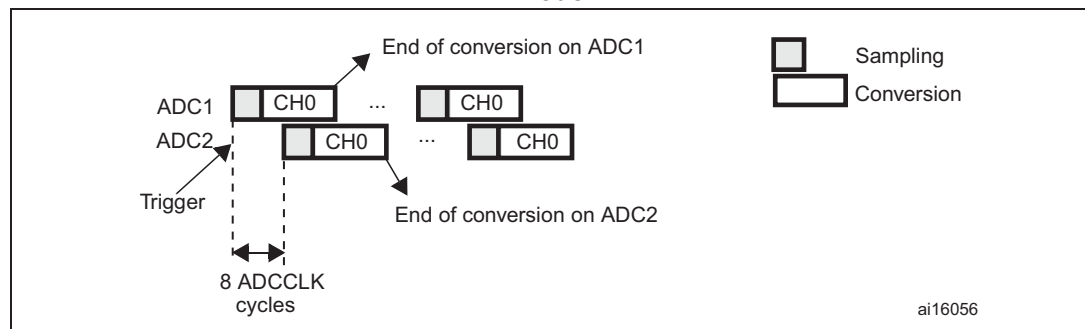 End of conversion on ADC1
Sampling
Conversion
ADC1 CH0 ... CH0
ADC2 CH0 ... CH0
Trigger
End of conversion on ADC2
8 ADCCLK
cycles
ai16056